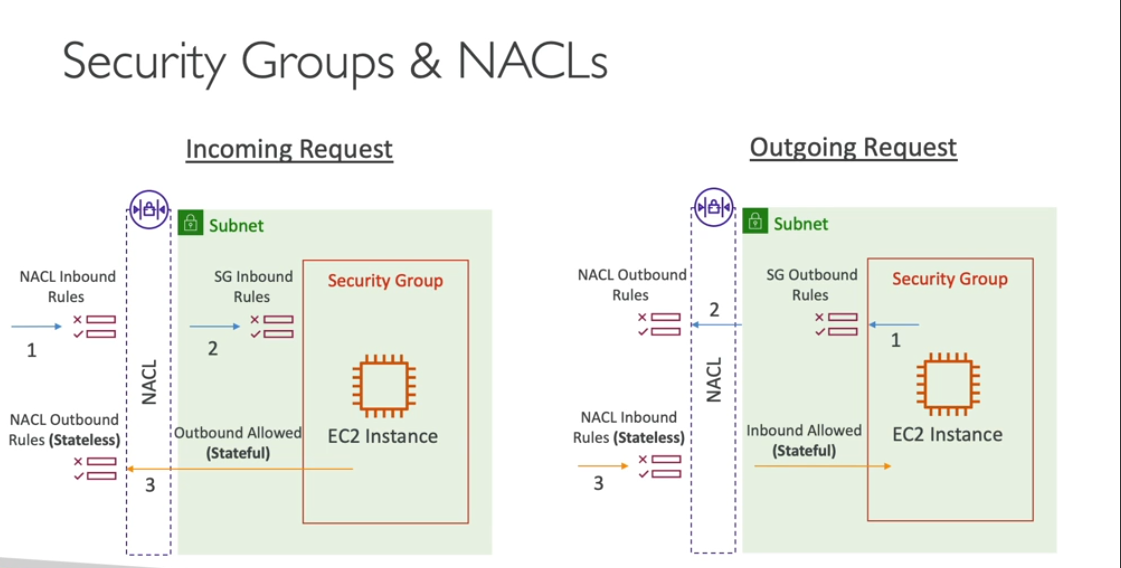 Security Groups & NACLs
Incoming Request
Subnet
NACL Inbound
Rules
SG Inbound
Rules
Security Group
1
2
NACL
NACL Outbound
Rules (Stateless)
Outbound Allowed
(Stateful)
EC2 Instance
3
Outgoing Request
Subnet
NACL Outbound
Rules
SG Outbound
Rules
Security Group
2
1
NACL
NACL Inbound
Rules (Stateless)
Inbound Allowed
(Stateful)
EC2 Instance
3